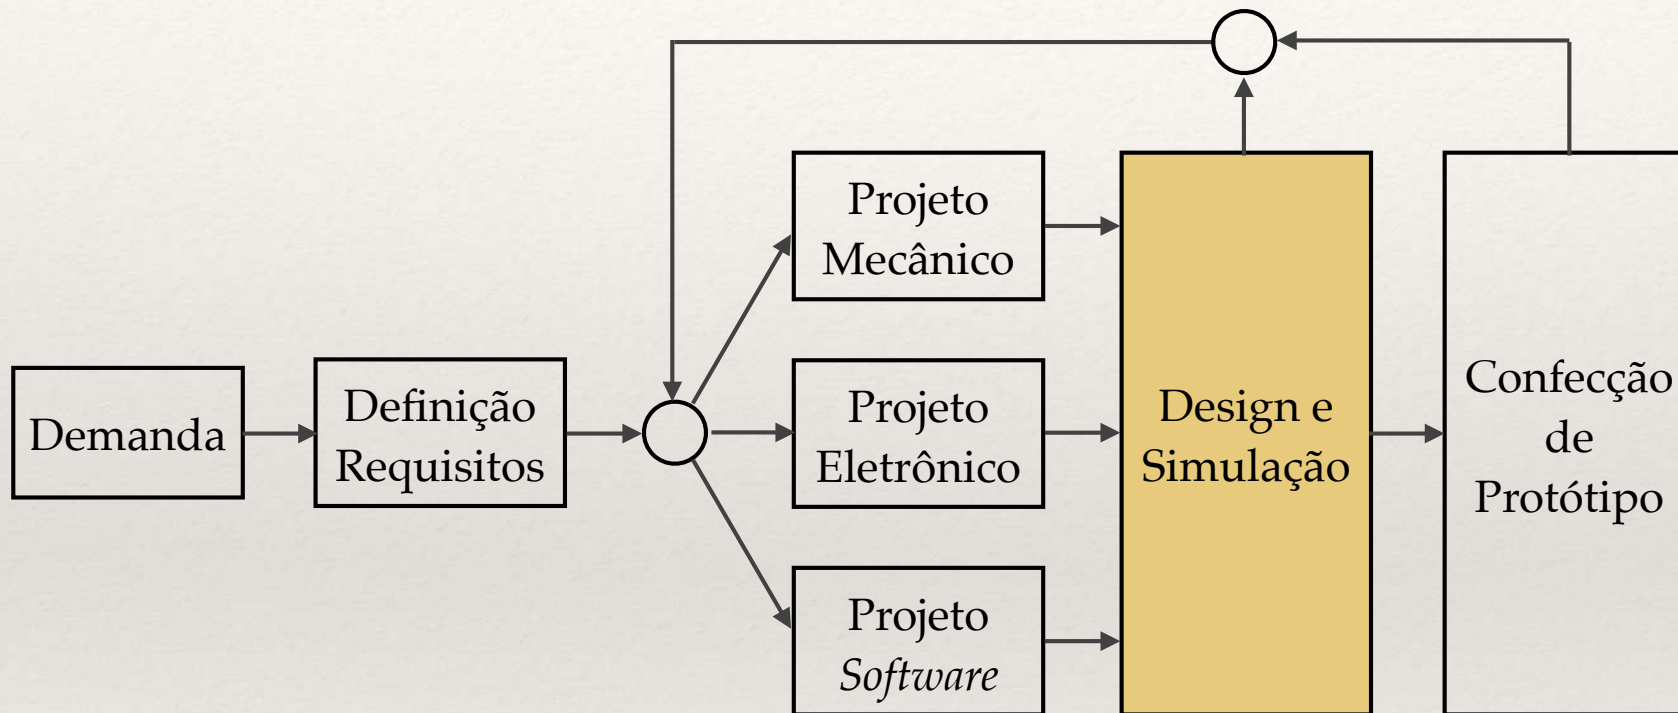 Demanda
Definição
Requisitos
Projeto
Mecânico
Projeto
Eletrônico
Projeto
Software
Design e
Simulação
Confecção
de
Protótipo